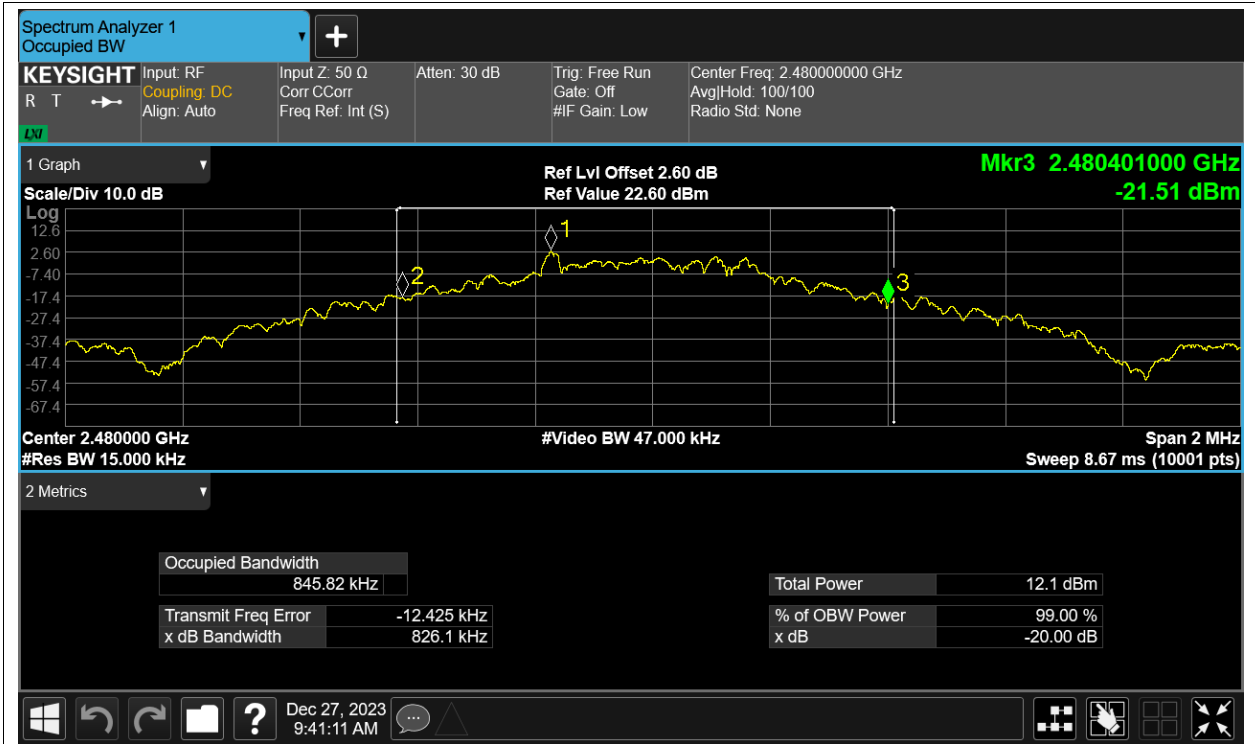 Spectrum Analyzer 1
Occupied BW
KEYSIGHT
R T
LXI
Input: RF
Coupling: DC
Align: Auto
Input Z: 50 Ω
Corr CCorr
Freq Ref: Int (S)
Atten: 30 dB
Trig: Free Run
Gate: Off
#IF Gain: Low
Center Freq: 2.480000000 GHz
Avg|Hold: 100/100
Radio Std: None
1 Graph
Scale/Div 10.0 dB
Ref Lvl Offset 2.60 dB
Ref Value 22.60 dBm
Mkr3 2.480401000 GHz
-21.51 dBm
Log
12.6
2.60
-7.40
-17.4
-27.4
-37.4
-47.4
-57.4
-67.4
1
2
3
Center 2.480000 GHz
#Res BW 15.000 kHz
#Video BW 47.000 kHz
Span 2 MHz
Sweep 8.67 ms (10001 pts)
2 Metrics
Occupied Bandwidth
845.82 kHz
Transmit Freq Error -12.425 kHz
x dB Bandwidth 826.1 kHz
Total Power 12.1 dBm
% of OBW Power 99.00 %
x dB -20.00 dB
?
Dec 27, 2023
9:41:11 AM